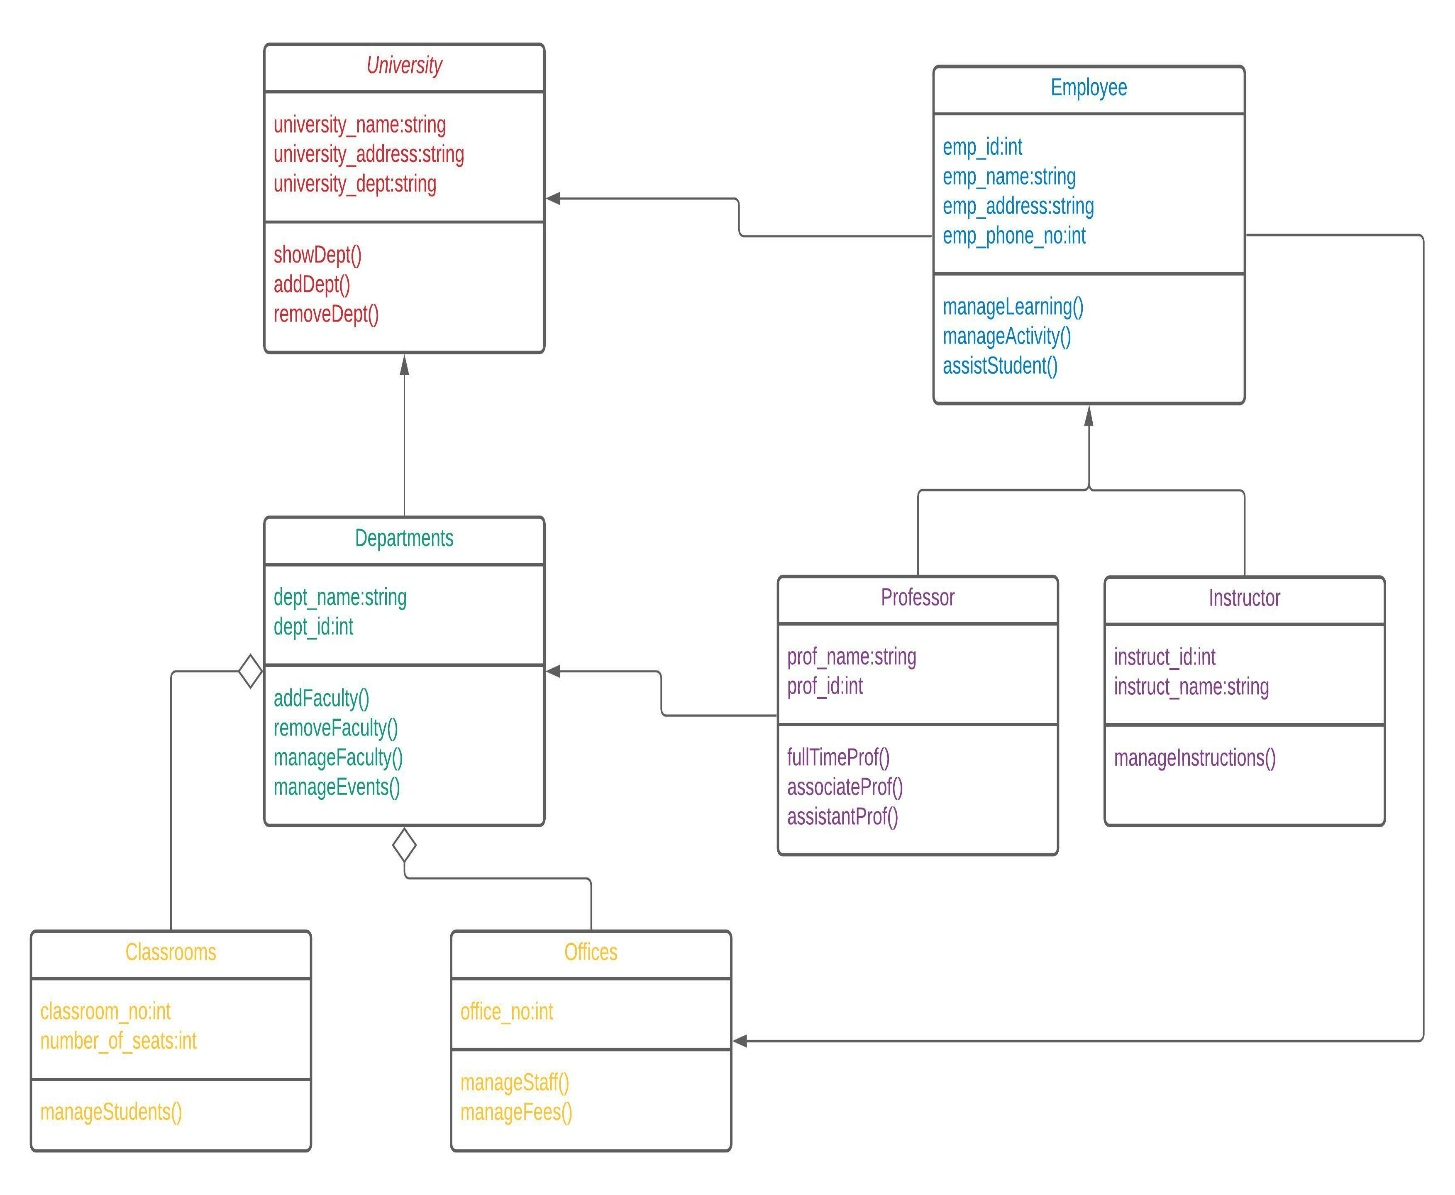 University
university_name:string
university_address:string
university_dept:string
showDept()
addDept()
removeDept()
Employee
emp_id:int
emp_name:string
emp_address:string
emp_phone_no:int
manageLearning()
manageActivity()
assistStudent()
Departments
dept_name:string
dept_id:int
addFaculty()
removeFaculty()
manageFaculty()
manageEvents()
Professor
prof_name:string
prof_id:int
fullTimeProf()
associateProf()
assistantProf()
Instructor
instruct_id:int
instruct_name:string
manageInstructions()
Classrooms
classroom_no:int
number_of_seats:int
manageStudents()
Offices
office_no:int
manageStaff()
manageFees()